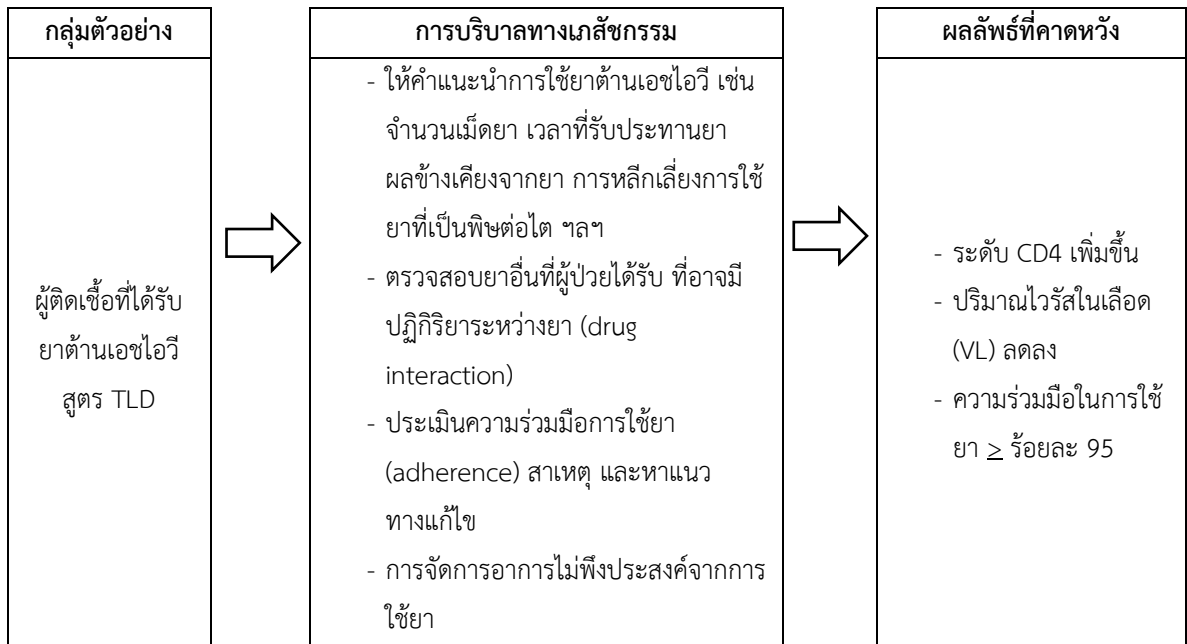 กลุ่มตัวอย่าง
ผู้ติดเชื้อที่ได้รับ
ยาต้านเอชไอวี
สูตร TLD
การบริบาลทางเภสัชกรรม
- ให้คำแนะนำการใช้ยาต้านเอชไอวี เช่น
จำนวนเม็ดยา เวลาที่รับประทานยา
ผลข้างเคียงจากยา การหลีกเลี่ยงการใช้
ยาที่เป็นพิษต่อไต ฯลฯ
- ตรวจสอบยาอื่นที่ผู้ป่วยได้รับ ที่อาจมี
ปฏิกิริยาระหว่างยา (drug
interaction)
- ประเมินความร่วมมือการใช้ยา
(adherence) สาเหตุ และหาแนว
ทางแก้ไข
- การจัดการอาการไม่พึงประสงค์จากการ
ใช้ยา
ผลลัพธ์ที่คาดหวัง
- ระดับ CD4 เพิ่มขึ้น
- ปริมาณไวรัสในเลือด
(VL) ลดลง
- ความร่วมมือในการใช้
ยา ≥ ร้อยละ 95